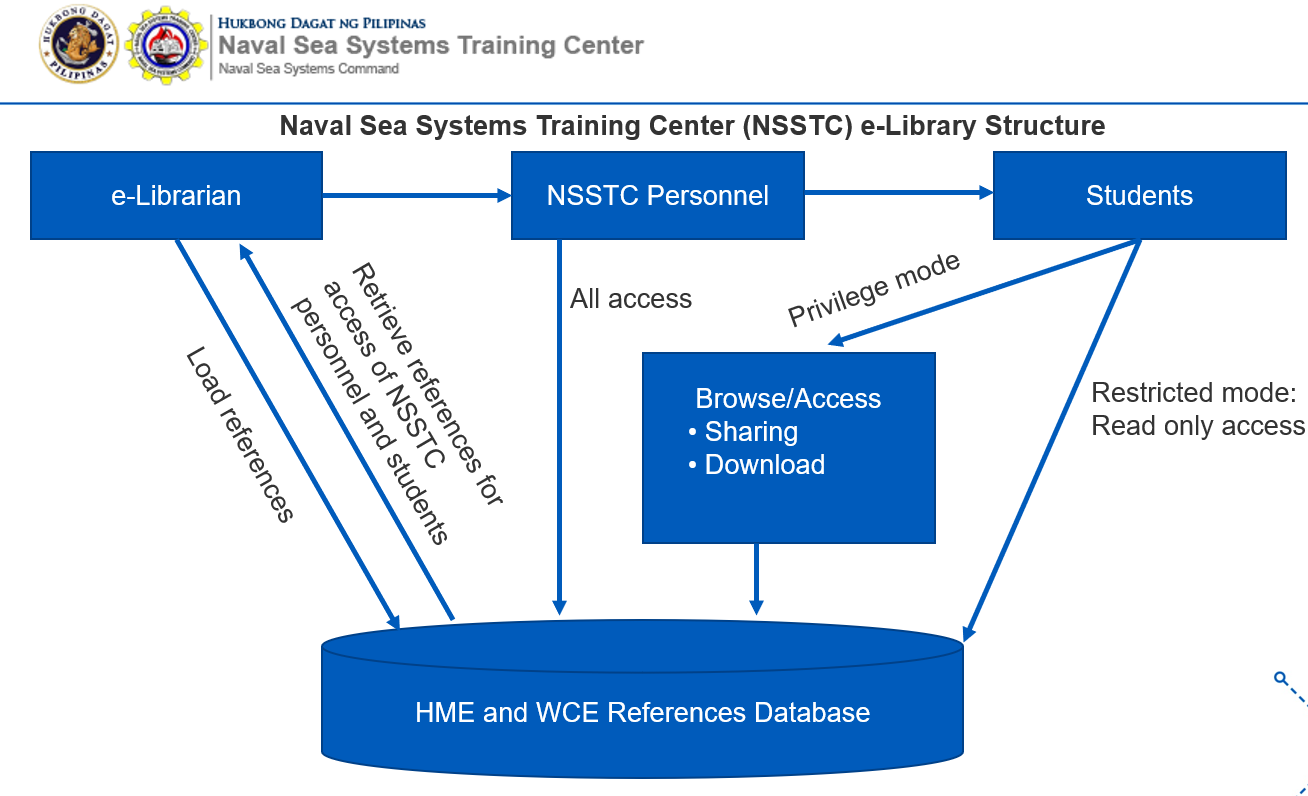 HUKBONG DAGAT
PILIPINAS
HUKBONG DAGAT NG PILIPINAS
Naval Sea Systems Training Center
Naval Sea Systems Command
Naval Sea Systems Training Center (NSSTC) e-Library Structure
e-Librarian
NSSTC Personnel
Students
Load references
Retrieve references for
access of NSSTC
personnel and students
All access
Privilege mode
Browse/Access
• Sharing
• Download
Restricted mode:
Read only access
HME and WCE References Database